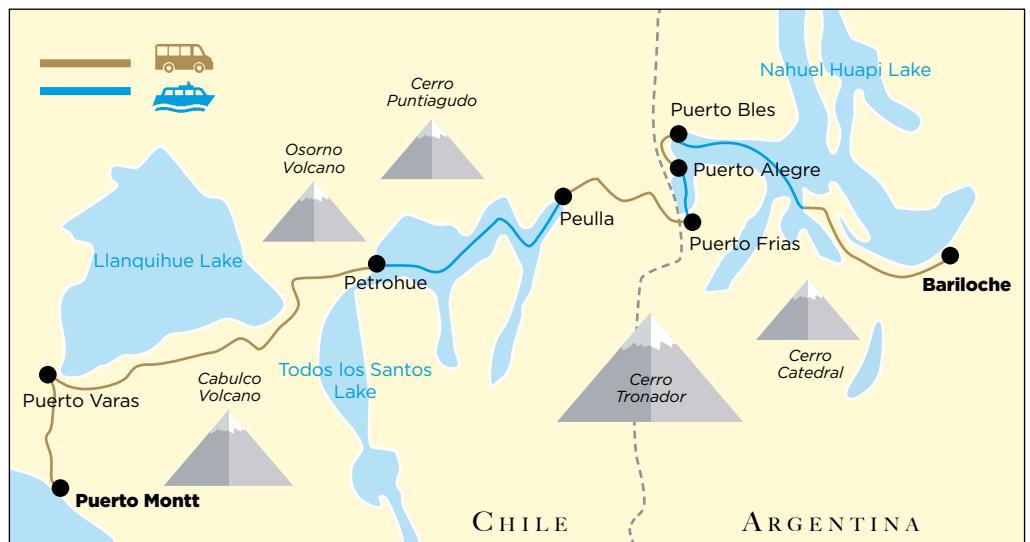 Cerro
Puntiagudo
Nahuel Huapi Lake
Puerto Bles
Osorno
Volcano
Puerto Alegre
Peulla
Puerto Frias
Llanquihue Lake
Petrohue
Bariloche
Cerro
Catedral
Todos los Santos
Lake
Cabulco
Volcano
Cerro
Tronador
Puerto Varas
Puerto Montt
CHILE
ARGENTINA